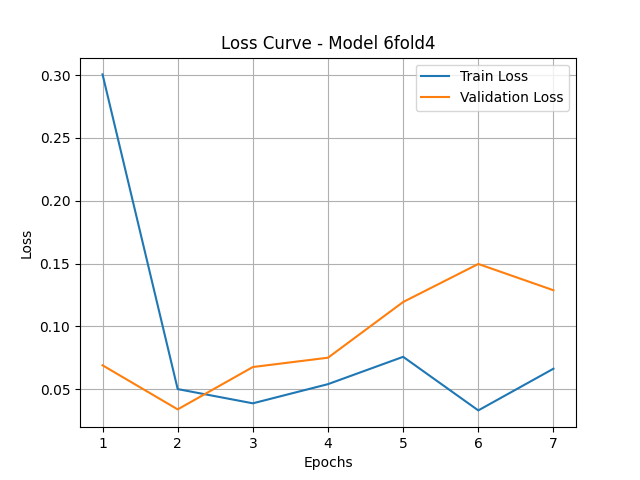 Loss Curve - Model 6fold4
Train Loss
Validation Loss
0.30
0.25
0.20
0.15
0.10
0.05
Loss
1 2 3 4 5 6 7
Epochs